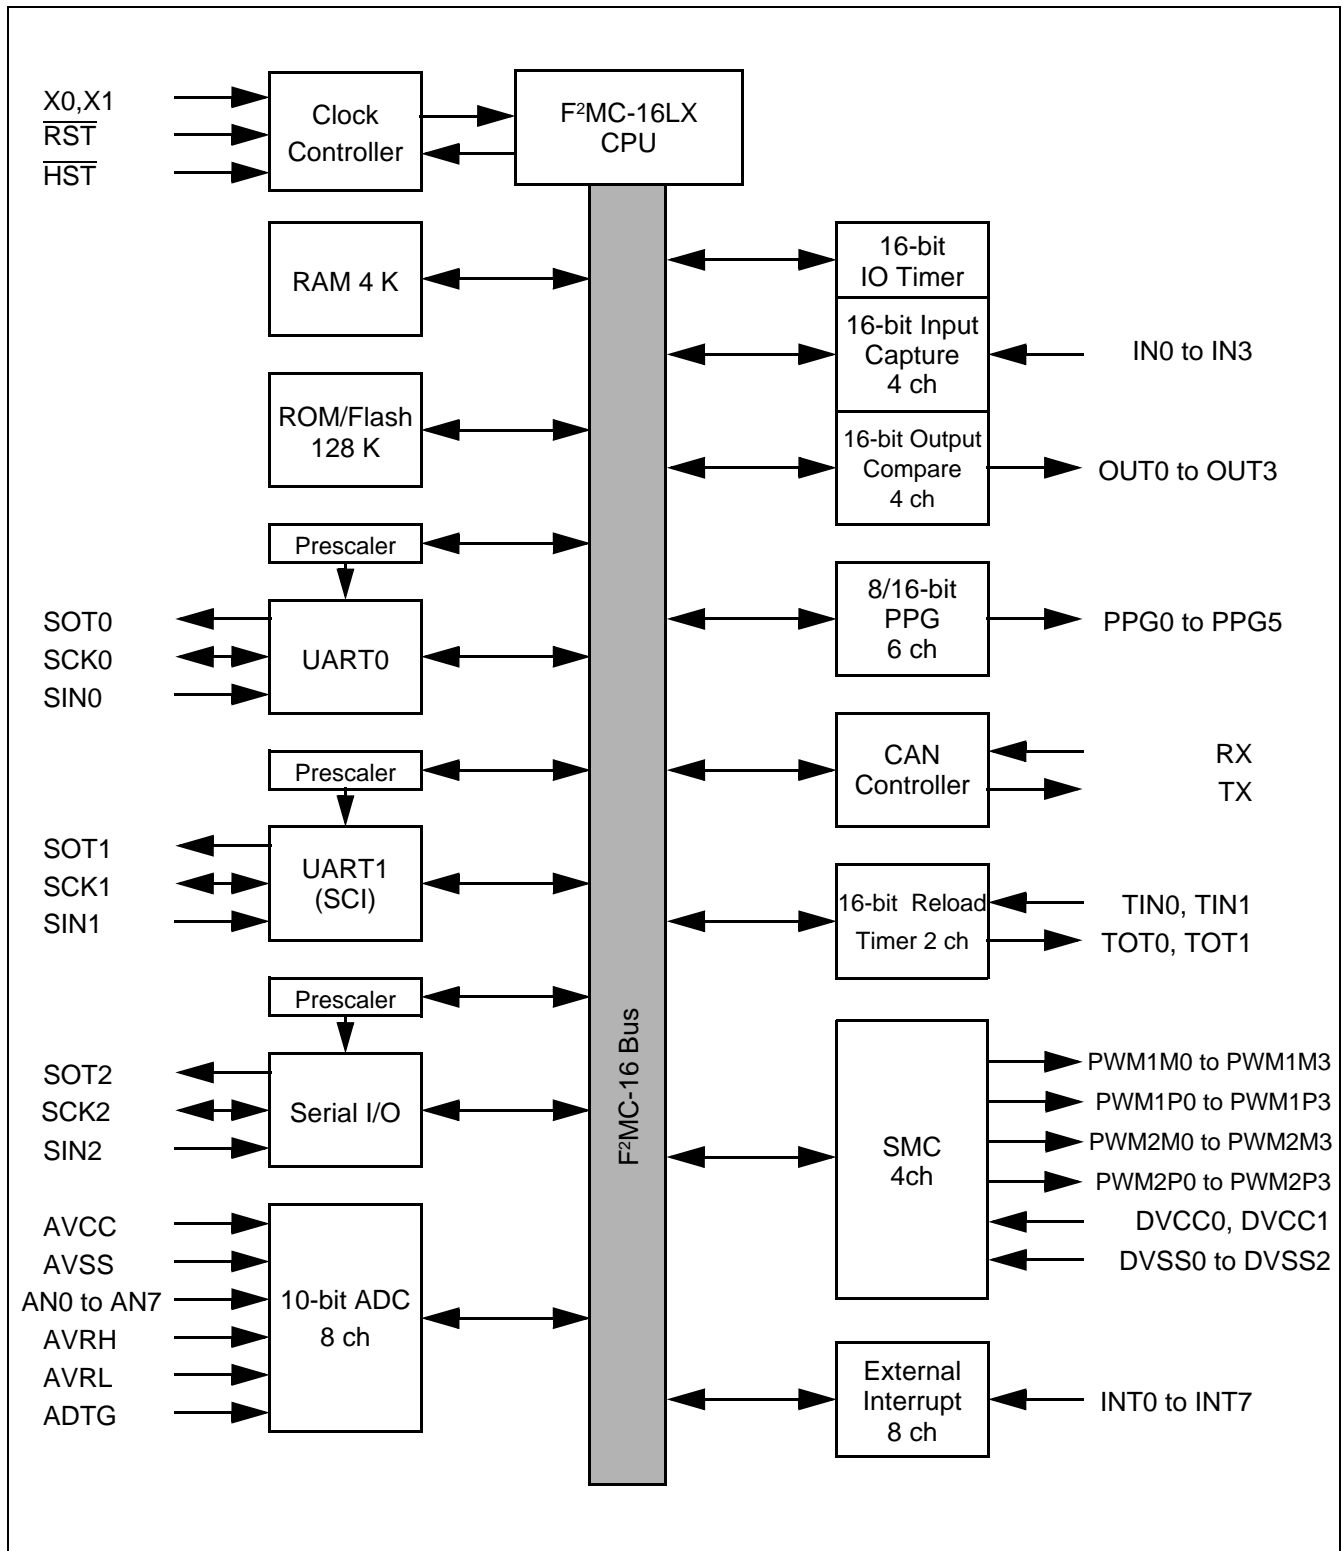 X0,X1
RST
HST
Clock
Controller
F²MC-16LX
CPU
RAM 4 K
ROM/Flash
128 K
Prescaler
SOT0
SCK0
SIN0
UART0
Prescaler
SOT1
SCK1
SIN1
UART1
(SCI)
Prescaler
SOT2
SCK2
SIN2
Serial I/O
AVCC
AVSS
AN0 to AN7
AVRH
AVRL
ADTG
10-bit ADC
8 ch
F²MC-16 Bus
16-bit
IO Timer
16-bit Input
Capture
4 ch
IN0 to IN3
16-bit Output
Compare
4 ch
OUT0 to OUT3
8/16-bit
PPG
6 ch
PPG0 to PPG5
CAN
Controller
RX
TX
16-bit Reload
Timer 2 ch
TIN0, TIN1
TOT0, TOT1
SMC
4ch
PWM1M0 to PWM1M3
PWM1P0 to PWM1P3
PWM2M0 to PWM2M3
PWM2P0 to PWM2P3
DVCC0, DVCC1
DVSS0 to DVSS2
External
Interrupt
8 ch
INT0 to INT7